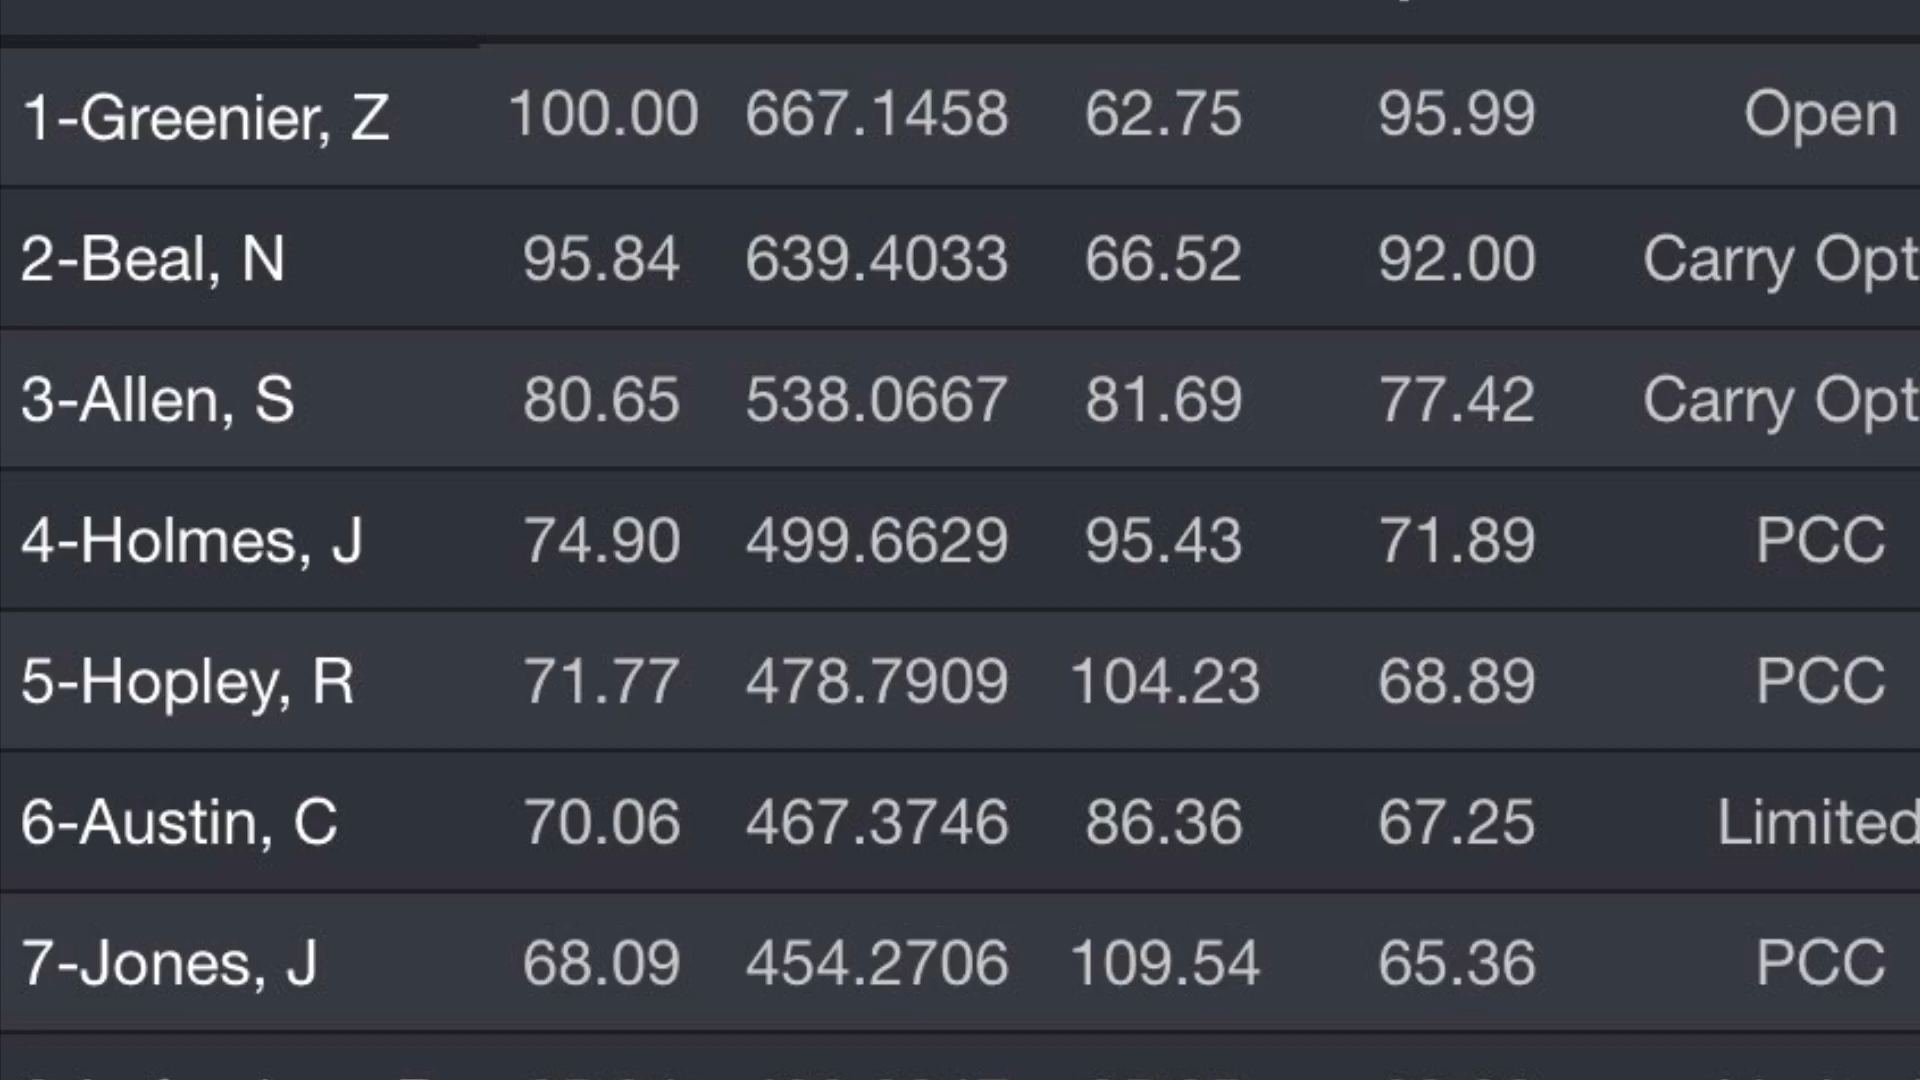 1-Greenier, Z 100.00 667.1458 62.75 95.99 Open
2-Beal, N 95.84 639.4033 66.52 92.00 Carry Opt
3-Allen, S 80.65 538.0667 81.69 77.42 Carry Opt
4-Holmes, J 74.90 499.6629 95.43 71.89 PCC
5-Hopley, R 71.77 478.7909 104.23 68.89 PCC
6-Austin, C 70.06 467.3746 86.36 67.25 Limited
7-Jones, J 68.09 454.2706 109.54 65.36 PCC